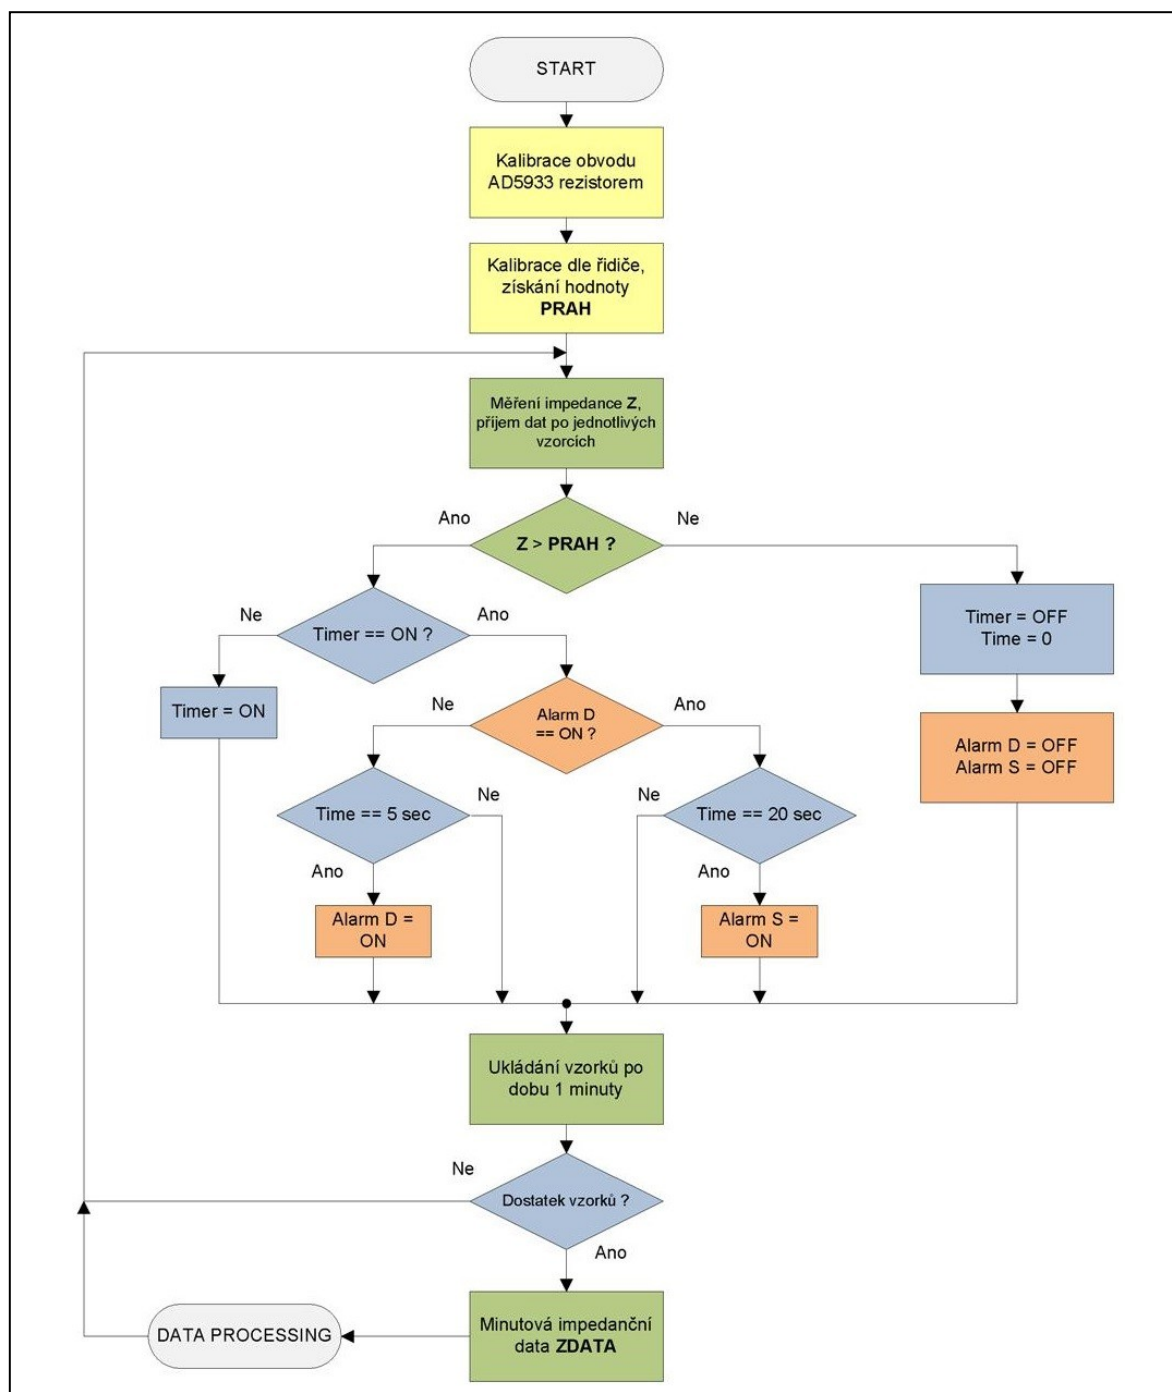 START
Kalibrace obvodu
AD5933 rezistorem
Kalibrace dle řidiče,
získání hodnoty
PRAH
Měření impedance Z,
příjem dat po jednotlivých
vzorcích
Ano
Ne
Z > PRAH ?
Ne
Timer == ON ?
Ano
Timer = OFF
Time = 0
Timer = ON
Ne
Alarm D
== ON ?
Ano
Alarm D = OFF
Alarm S = OFF
Time == 5 sec
Ne
Ne
Time == 20 sec
Ano
Ano
Alarm D =
ON
Alarm S =
ON
Ukládání vzorků po
dobu 1 minuty
Ne
Dostatek vzorků ?
Ano
DATA PROCESSING
Minutová impedanční
data ZDATA